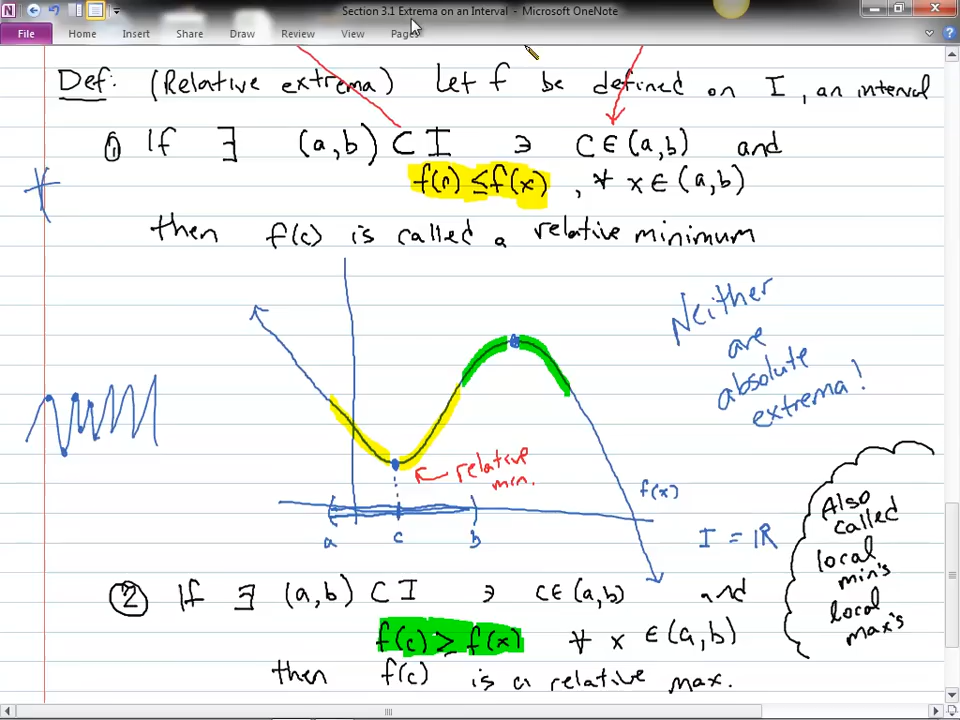 Section 3.1 Extrema on an Interval - Microsoft OneNote
File Home Insert Share Draw Review View Pages
Def: (Relative extrema) Let f be defined on I, an interval
① If ∃ (a,b) ⊂ I ∋ c ∈ (a,b) and
f(c) ≤ f(x), ∀ x ∈ (a,b)
then f(c) is called a relative minimum
Neither
are
absolute
extrema!
relative
min.
f(x)
a c b
I = ℝ
Also
called
local
min's
local
max's
② If ∃ (a,b) ⊂ I ∋ c ∈ (a,b) and
f(c) ≥ f(x) ∀ x ∈ (a,b)
then f(c) is a relative max.